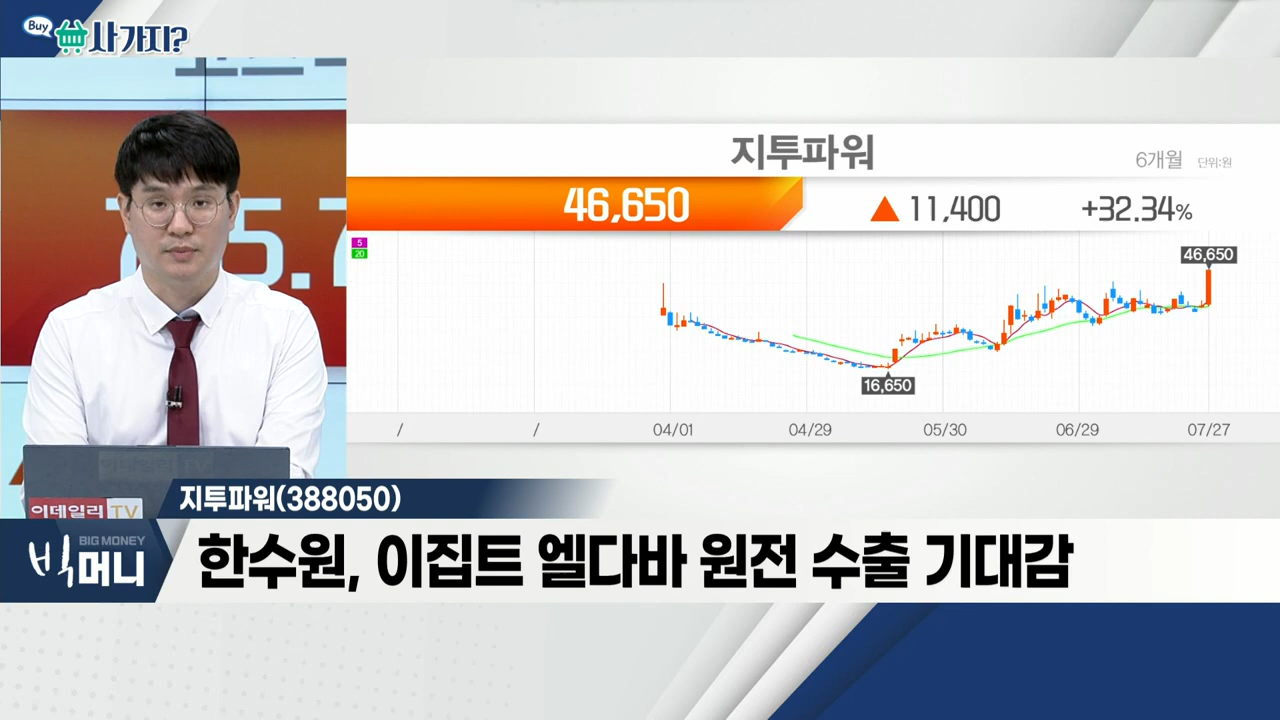 Buy
사가지?
지투파워
6개월 단위:원
46,650 ▲ 11,400 +32.34%
5
20
46,650
16,650
/ / 04/01 04/29 05/30 06/29 07/27
지투파워(388050)
이데일리TV
BIG MONEY
빅머니
한수원, 이집트 엘다바 원전 수출 기대감